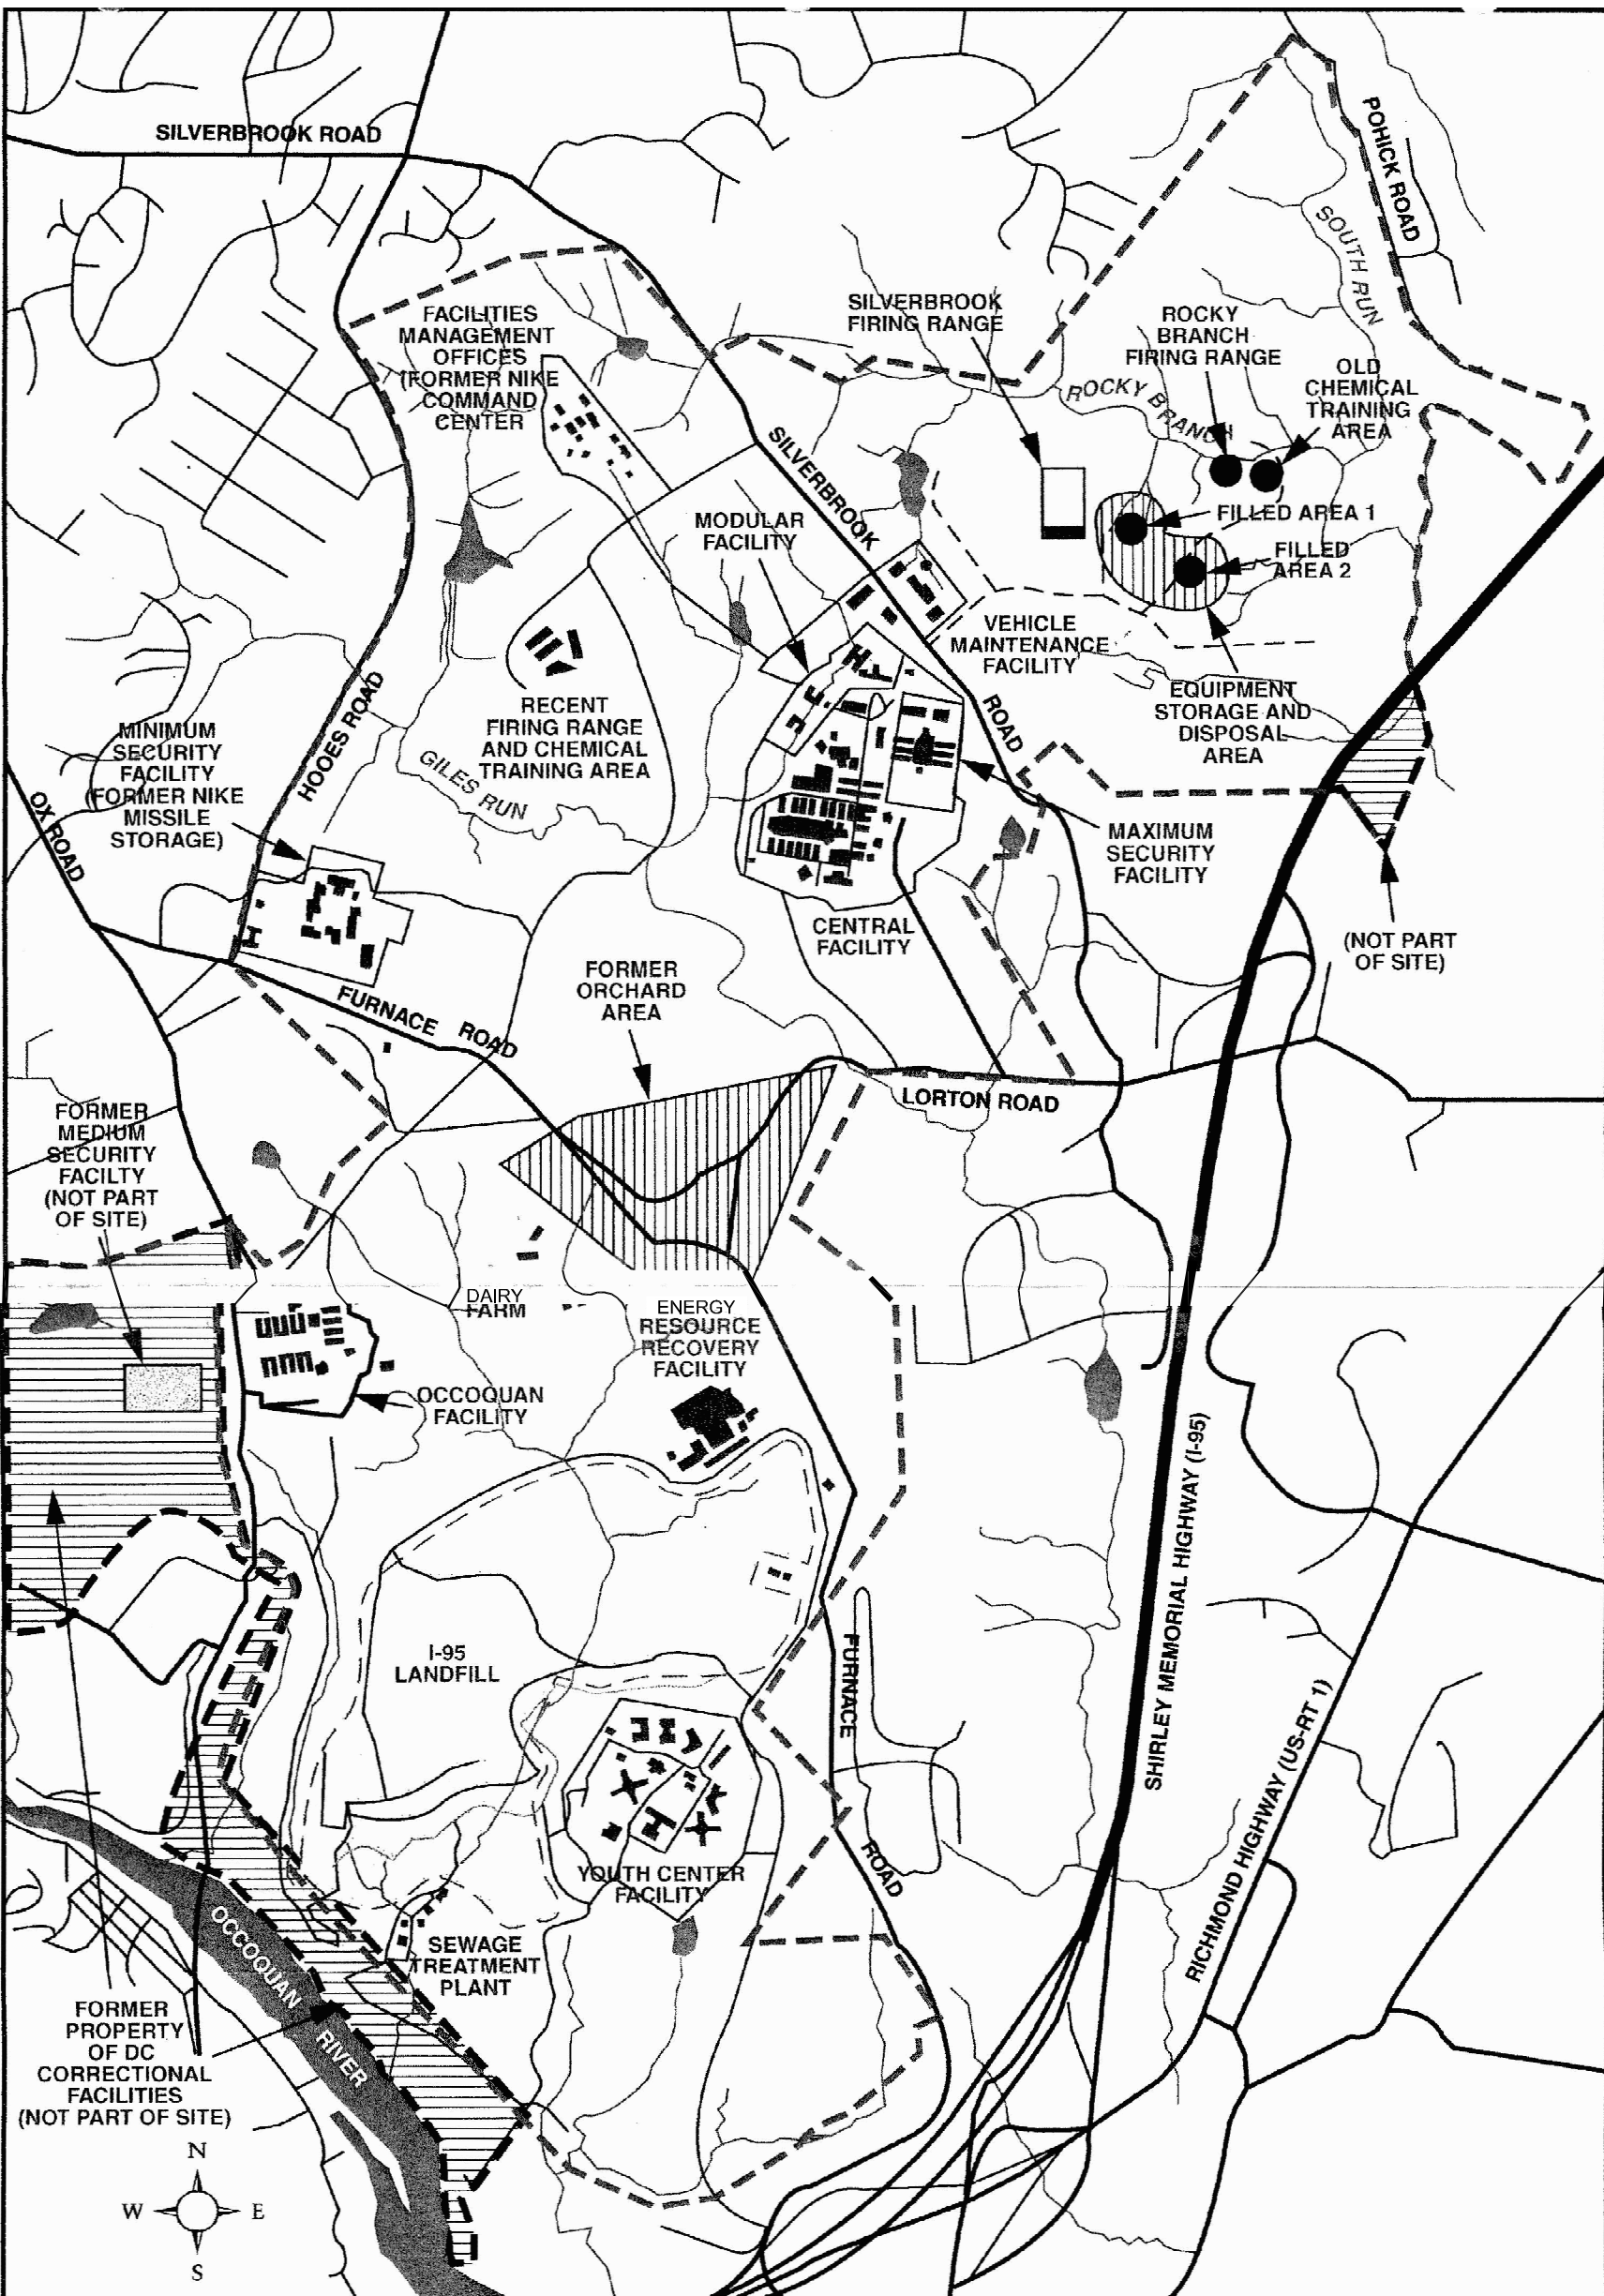 SILVERBROOK ROAD
POHICK ROAD
SOUTH RUN
FACILITIES
MANAGEMENT
OFFICES
(FORMER NIKE
COMMAND
CENTER
SILVERBROOK
FIRING RANGE
ROCKY
BRANCH
FIRING RANGE
OLD
CHEMICAL
TRAINING
AREA
ROCKY BRANCH
SILVERBROOK
ROAD
MODULAR
FACILITY
FILLED AREA 1
FILLED
AREA 2
VEHICLE
MAINTENANCE
FACILITY
EQUIPMENT
STORAGE AND
DISPOSAL
AREA
RECENT
FIRING RANGE
AND CHEMICAL
TRAINING AREA
HOOES ROAD
GILES RUN
MINIMUM
SECURITY
FACILITY
(FORMER NIKE
MISSILE
STORAGE)
OX ROAD
MAXIMUM
SECURITY
FACILITY
CENTRAL
FACILITY
(NOT PART
OF SITE)
FORMER
ORCHARD
AREA
FURNACE ROAD
LORTON ROAD
FORMER
MEDIUM
SECURITY
FACILTY
(NOT PART
OF SITE)
DAIRY
FARM
ENERGY
RESOURCE
RECOVERY
FACILITY
OCCOQUAN
FACILITY
SHIRLEY MEMORIAL HIGHWAY (I-95)
I-95
LANDFILL
FURNACE
ROAD
RICHMOND HIGHWAY (US-RT 1)
YOUTH CENTER
FACILITY
SEWAGE
TREATMENT
PLANT
OCCOQUAN
RIVER
FORMER
PROPERTY
OF DC
CORRECTIONAL
FACILITIES
(NOT PART OF SITE)
N
W E
S